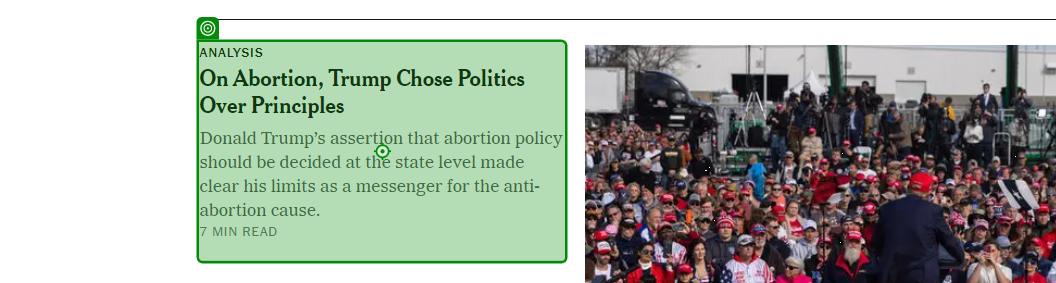 ANALYSIS
On Abortion, Trump Chose Politics
Over Principles
Donald Trump’s assertion that abortion policy
should be decided at the state level made
clear his limits as a messenger for the anti-
abortion cause.
7 MIN READ